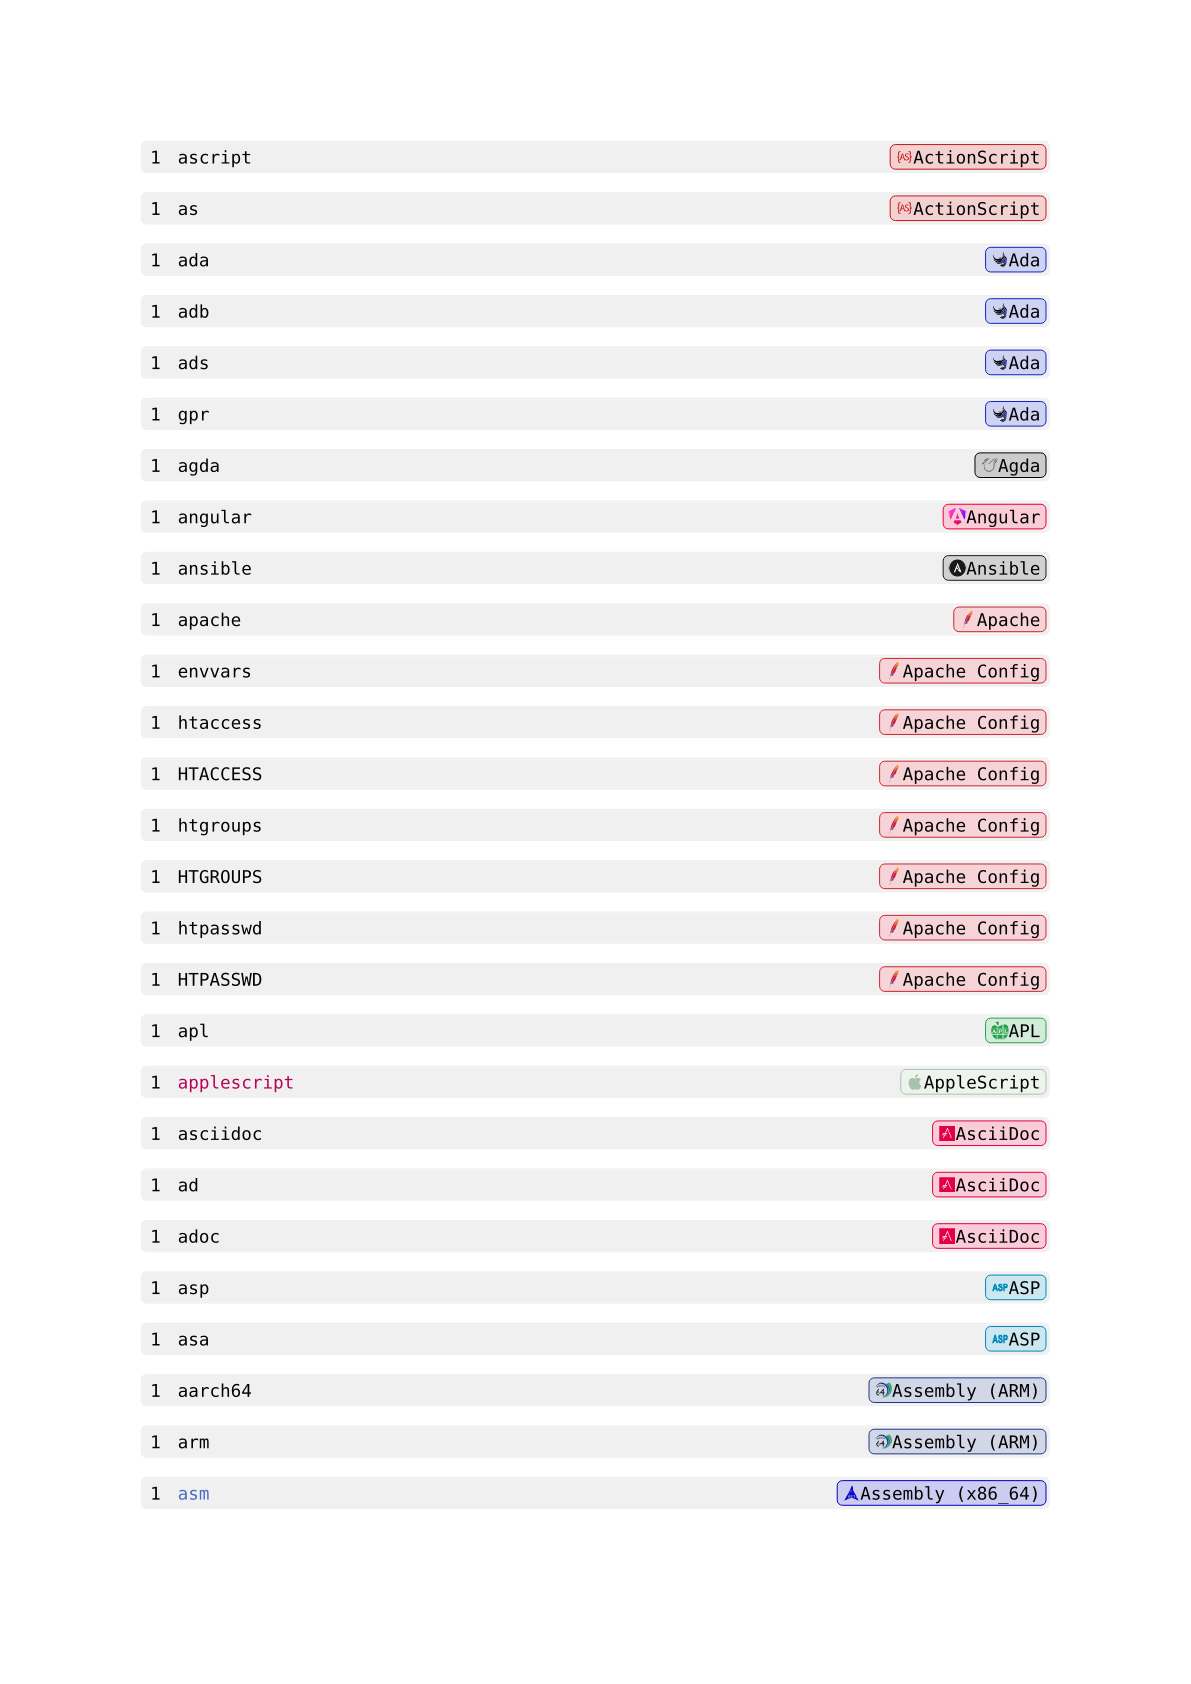 1 ascript ActionScript
1 as ActionScript
1 ada Ada
1 adb Ada
1 ads Ada
1 gpr Ada
1 agda Agda
1 angular Angular
1 ansible Ansible
1 apache Apache
1 envvars Apache Config
1 htaccess Apache Config
1 HTACCESS Apache Config
1 htgroups Apache Config
1 HTGROUPS Apache Config
1 htpasswd Apache Config
1 HTPASSWD Apache Config
1 apl APL
1 applescript AppleScript
1 asciidoc AsciiDoc
1 ad AsciiDoc
1 adoc AsciiDoc
1 asp ASP ASP
1 asa ASP ASP
1 aarch64 64 Assembly (ARM)
1 arm 64 Assembly (ARM)
1 asm Assembly (x86_64)